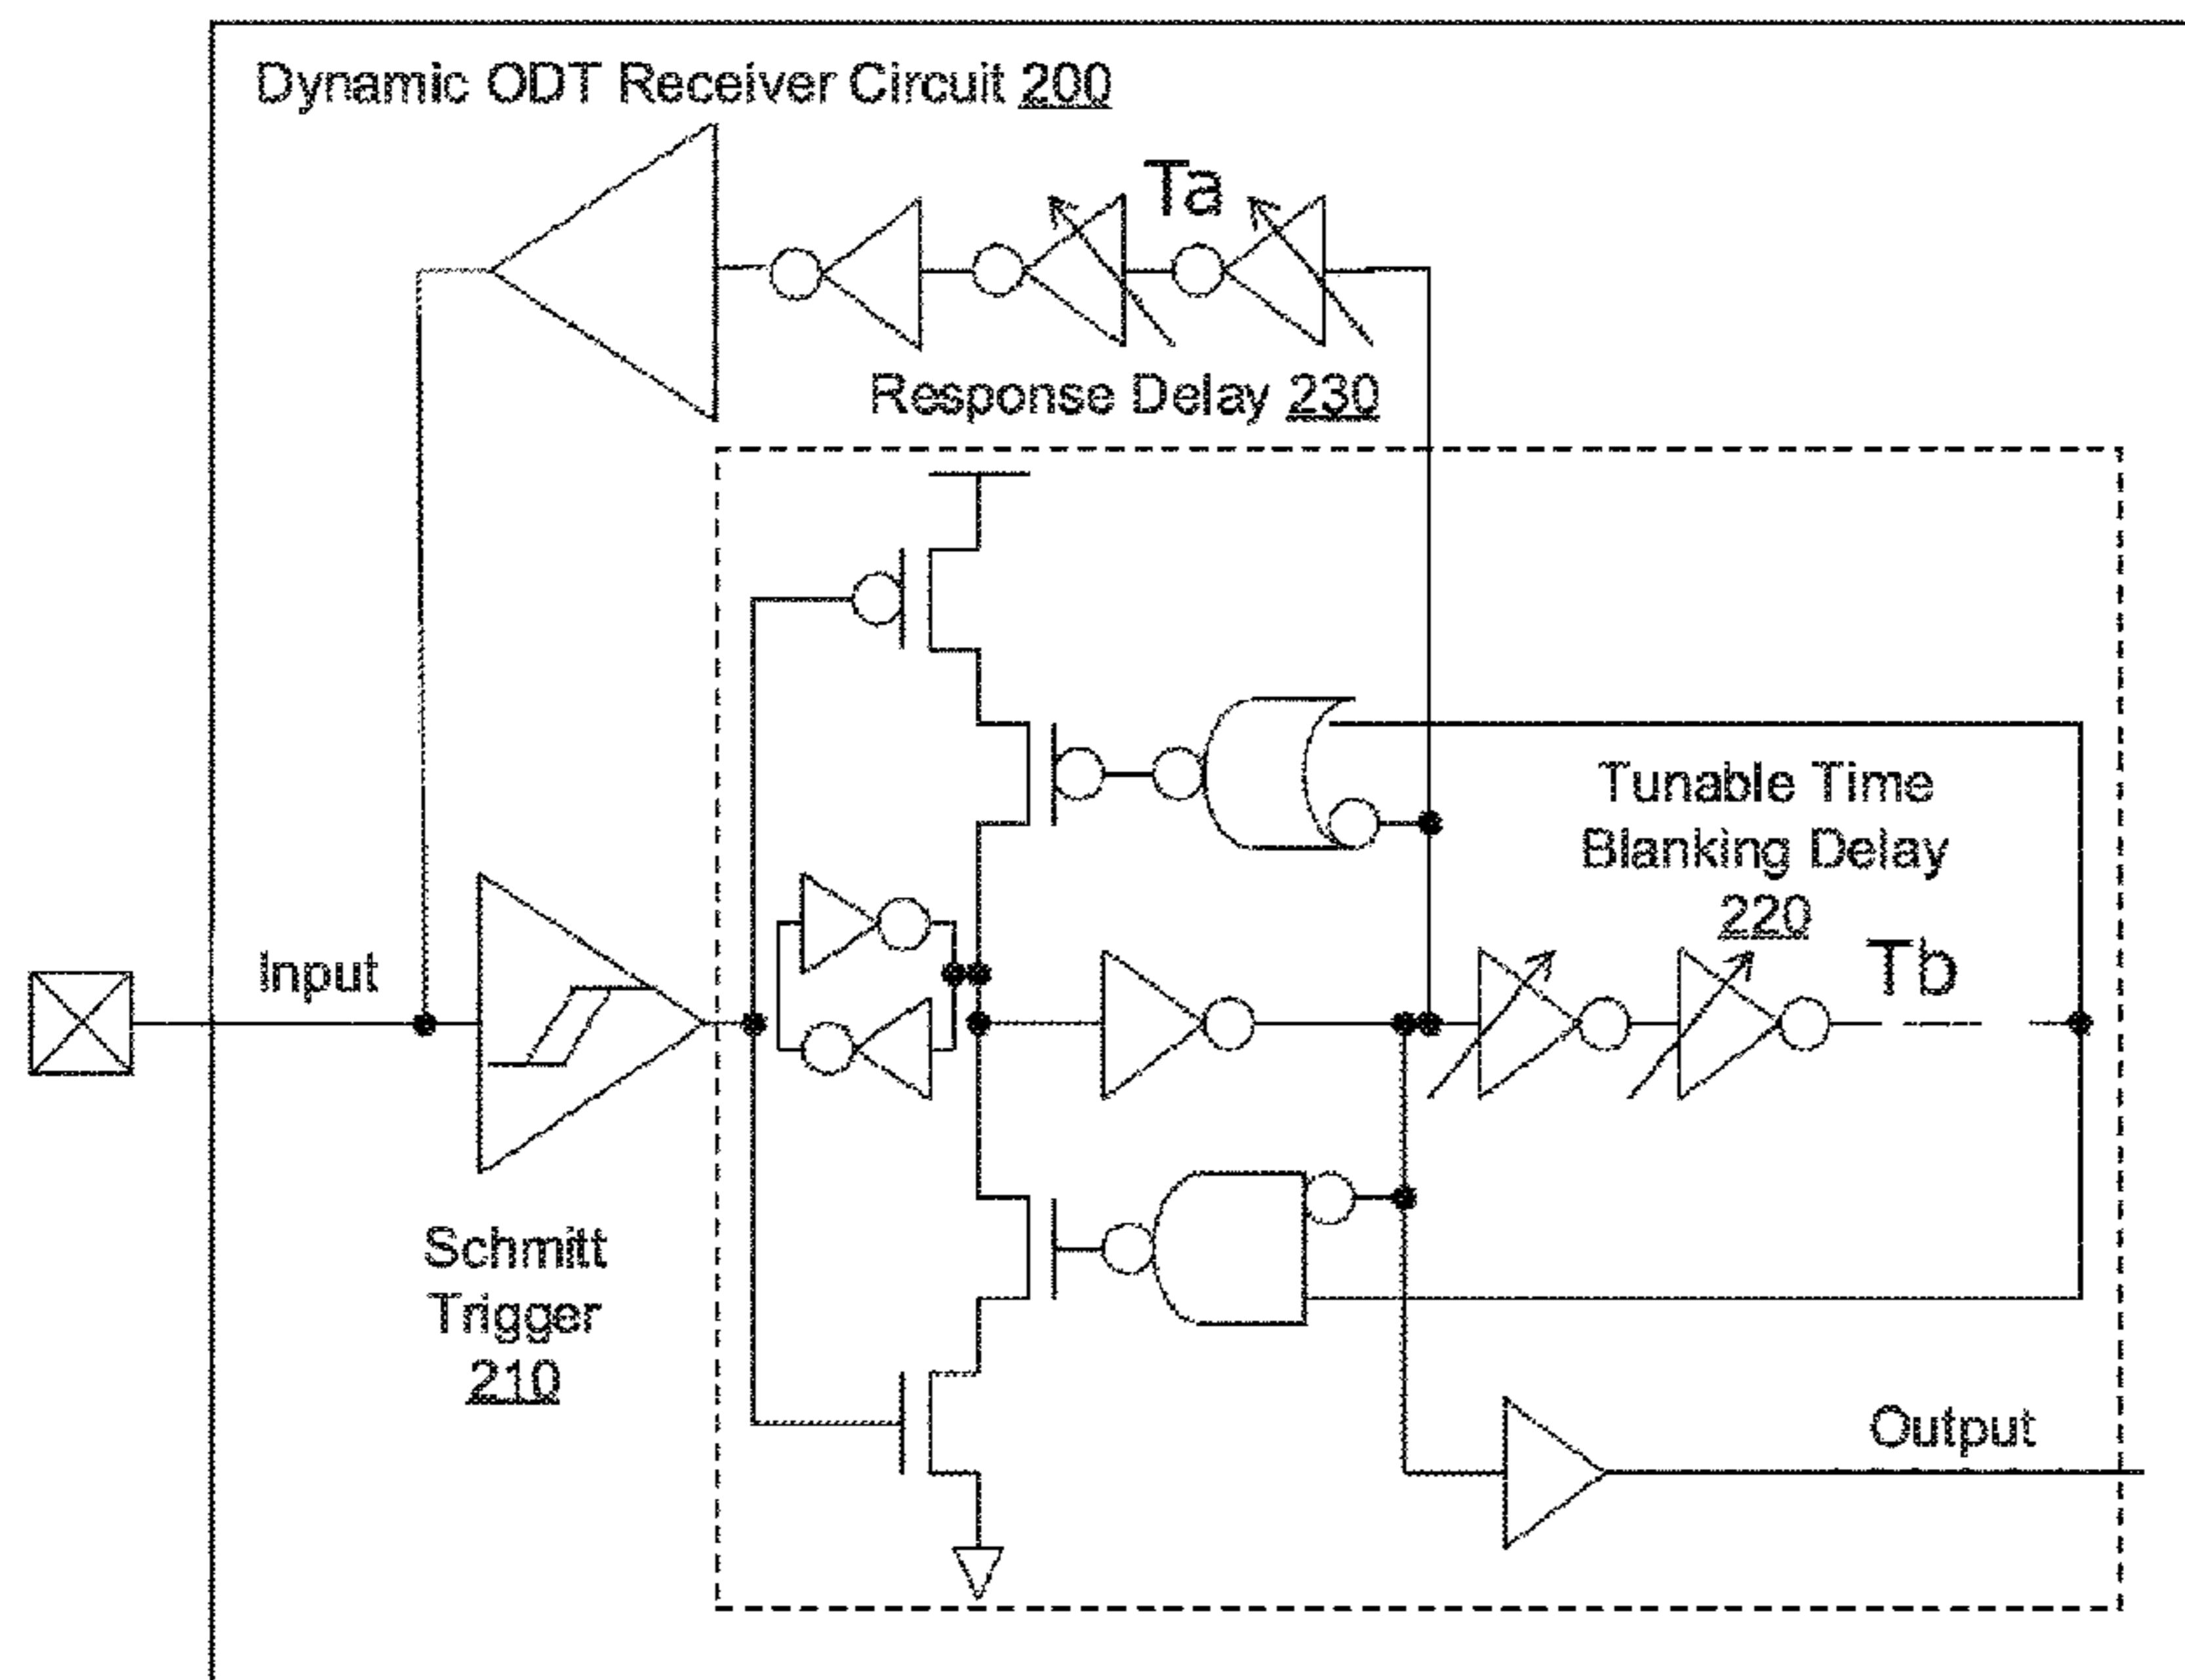 Dynamic ODT Receiver Circuit 200
Ta
Response Delay 230
Tunable Time
Blanking Delay
220
Tb
Input
Schmitt
Trigger
210
Output